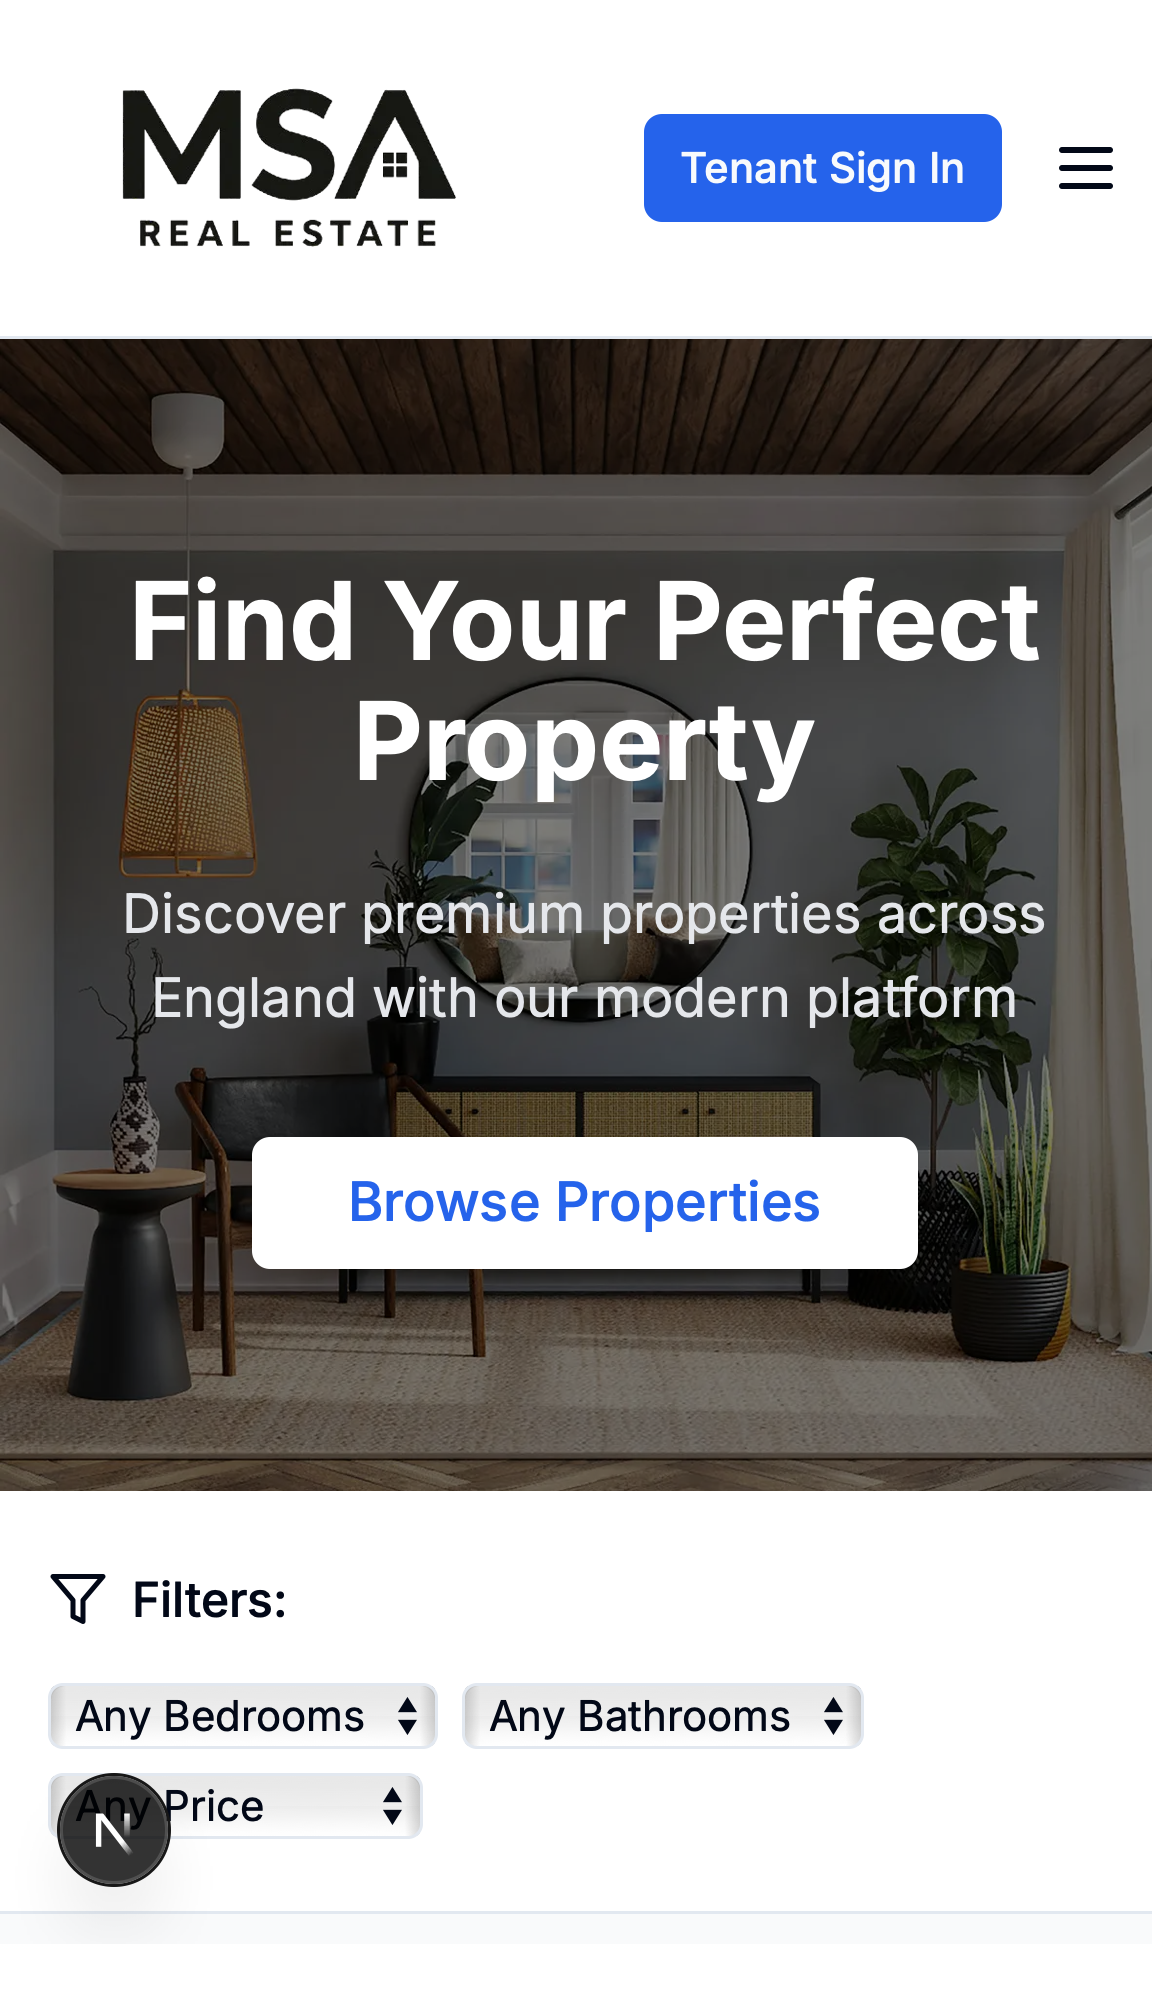 MSA
REAL ESTATE
Tenant Sign In
Find Your Perfect
Property
Discover premium properties across
England with our modern platform
Browse Properties
Filters:
Any Bedrooms
Any Bathrooms
Any Price
N